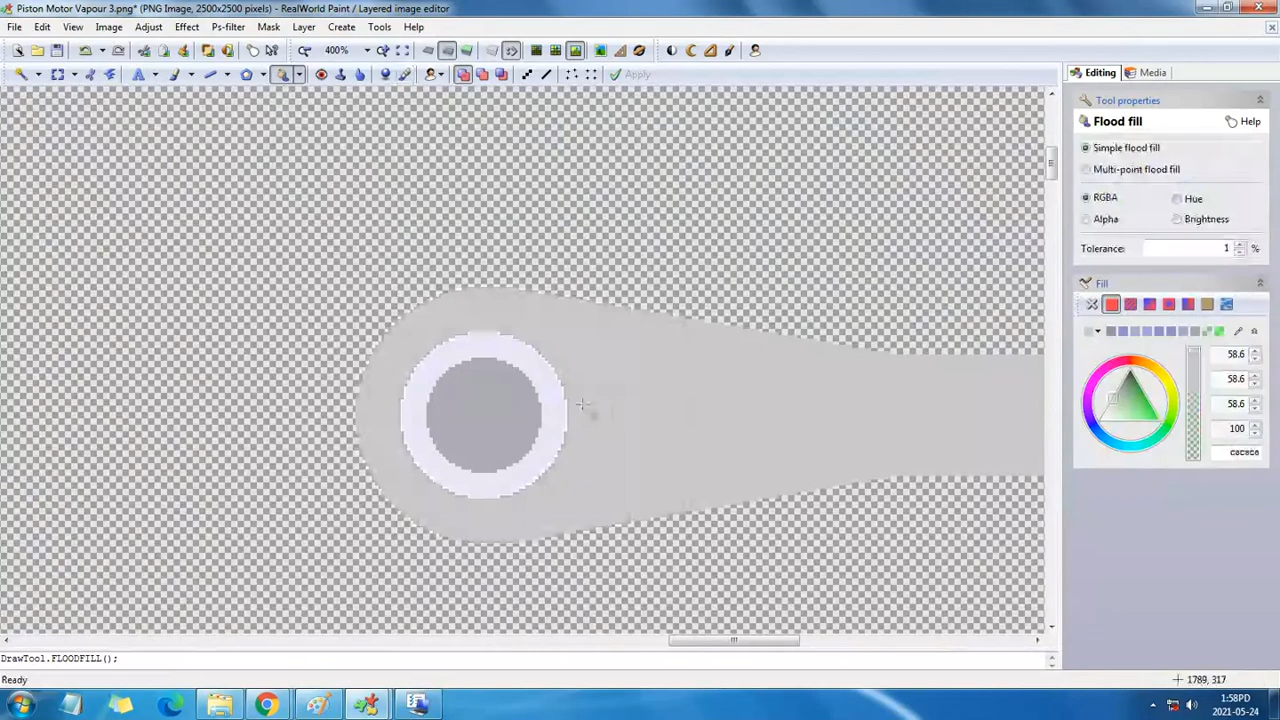 Piston Motor Vapour 3.png* (PNG Image, 2500x2500 pixels) - RealWorld Paint / Layered image editor
File Edit View Image Adjust Effect Ps-filter Mask Layer Create Tools Help
400%
Apply
Editing Media
Tool properties
Flood fill Help
Simple flood fill
Multi-point flood fill
RGBA Hue
Alpha Brightness
Tolerance: 1 %
Fill
58.6
58.6
58.6
100
cacaca
DrawTool.FLOODFILL();
Ready 1789, 317
1:58PD
2021-05-24